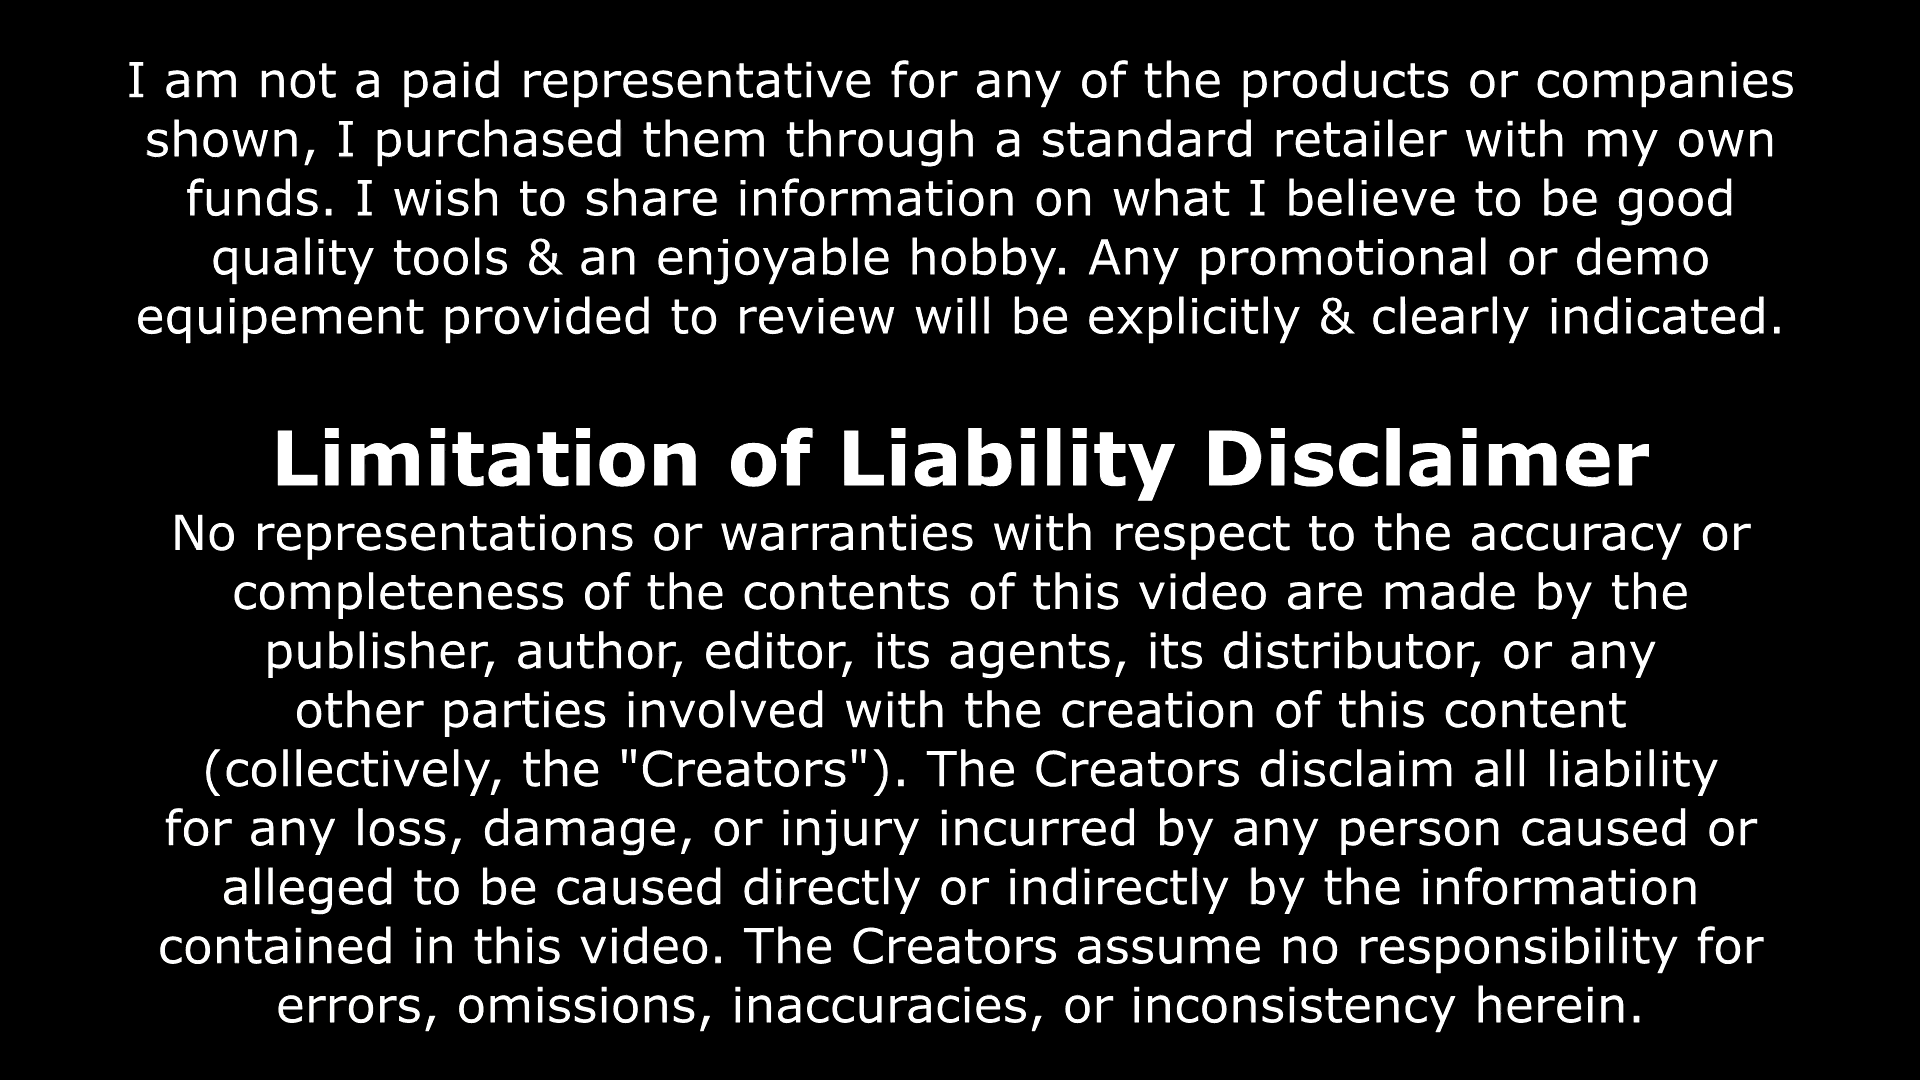 I am not a paid representative for any of the products or companies
shown, I purchased them through a standard retailer with my own
funds. I wish to share information on what I believe to be good
quality tools & an enjoyable hobby. Any promotional or demo
equipement provided to review will be explicitly & clearly indicated.
Limitation of Liability Disclaimer
No representations or warranties with respect to the accuracy or
completeness of the contents of this video are made by the
publisher, author, editor, its agents, its distributor, or any
other parties involved with the creation of this content
(collectively, the "Creators"). The Creators disclaim all liability
for any loss, damage, or injury incurred by any person caused or
alleged to be caused directly or indirectly by the information
contained in this video. The Creators assume no responsibility for
errors, omissions, inaccuracies, or inconsistency herein.